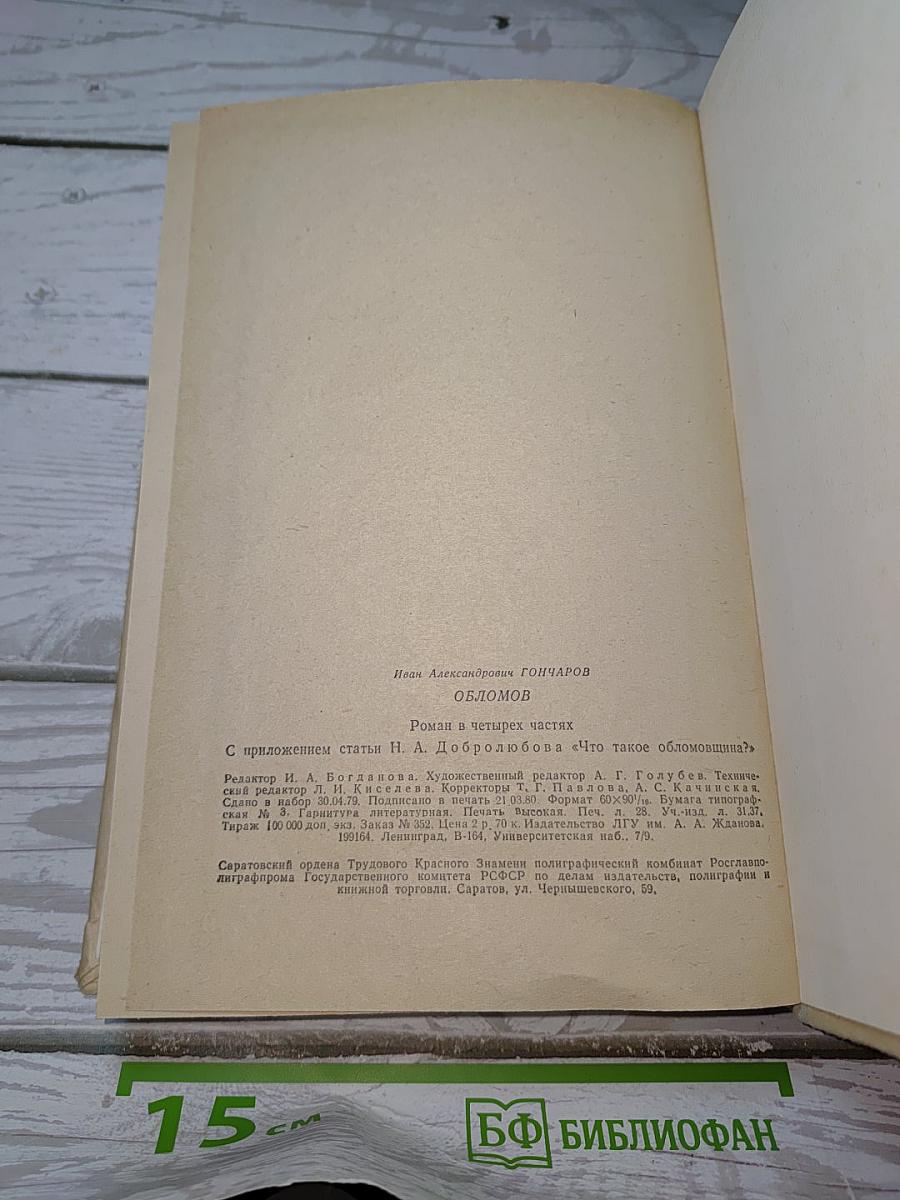 Иван Александрович ГОНЧАРОВ
ОБЛОМОВ
Роман в четырех частях
С приложением статьи Н. А. Добролюбова «Что такое обломовщина?»
Редактор И. А. Богданова. Художественный редактор А. Г. Голубев. Техниче-
ский редактор Л. И. Киселева. Корректоры Т. Г. Павлова, А. С. Качинская.
Сдано в набор 30.04.79. Подписано в печать 21 03.80. Формат 60×90¹/₁₆. Бумага типограф-
ская № 3. Гарнитура литературная. Печать высокая. Печ. л. 28. Уч.-изд. л. 31,37.
Тираж 100 000 доп. экз. Заказ № 352. Цена 2 р. 70 к. Издательство ЛГУ им. А. А. Жданова.
199164. Ленинград, В-164, Университетская наб., 7/9.
Саратовский ордена Трудового Красного Знамени полиграфический комбинат Росглавпо-
лиграфпрома Государственного комитета РСФСР по делам издательств, полиграфии и
книжной торговли. Саратов, ул. Чернышевского, 59.
15 см
БФ БИБЛИОФАН